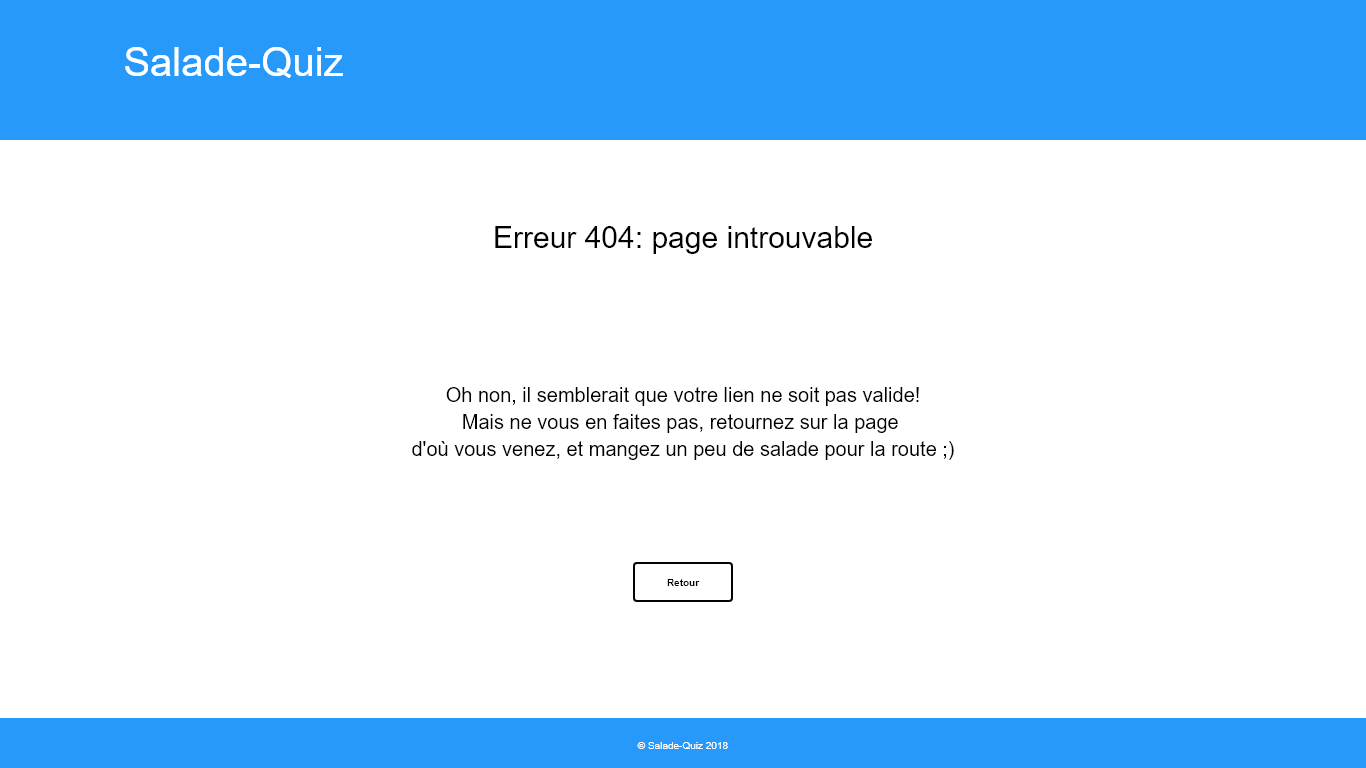 Salade-Quiz
Erreur 404: page introuvable
Oh non, il semblerait que votre lien ne soit pas valide!
Mais ne vous en faites pas, retournez sur la page
d'où vous venez, et mangez un peu de salade pour la route ;)
Retour
© Salade-Quiz 2018